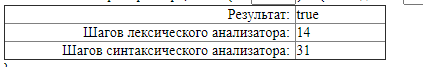 Результат: true
Шагов лексического анализатора: 14
Шагов синтаксического анализатора: 31